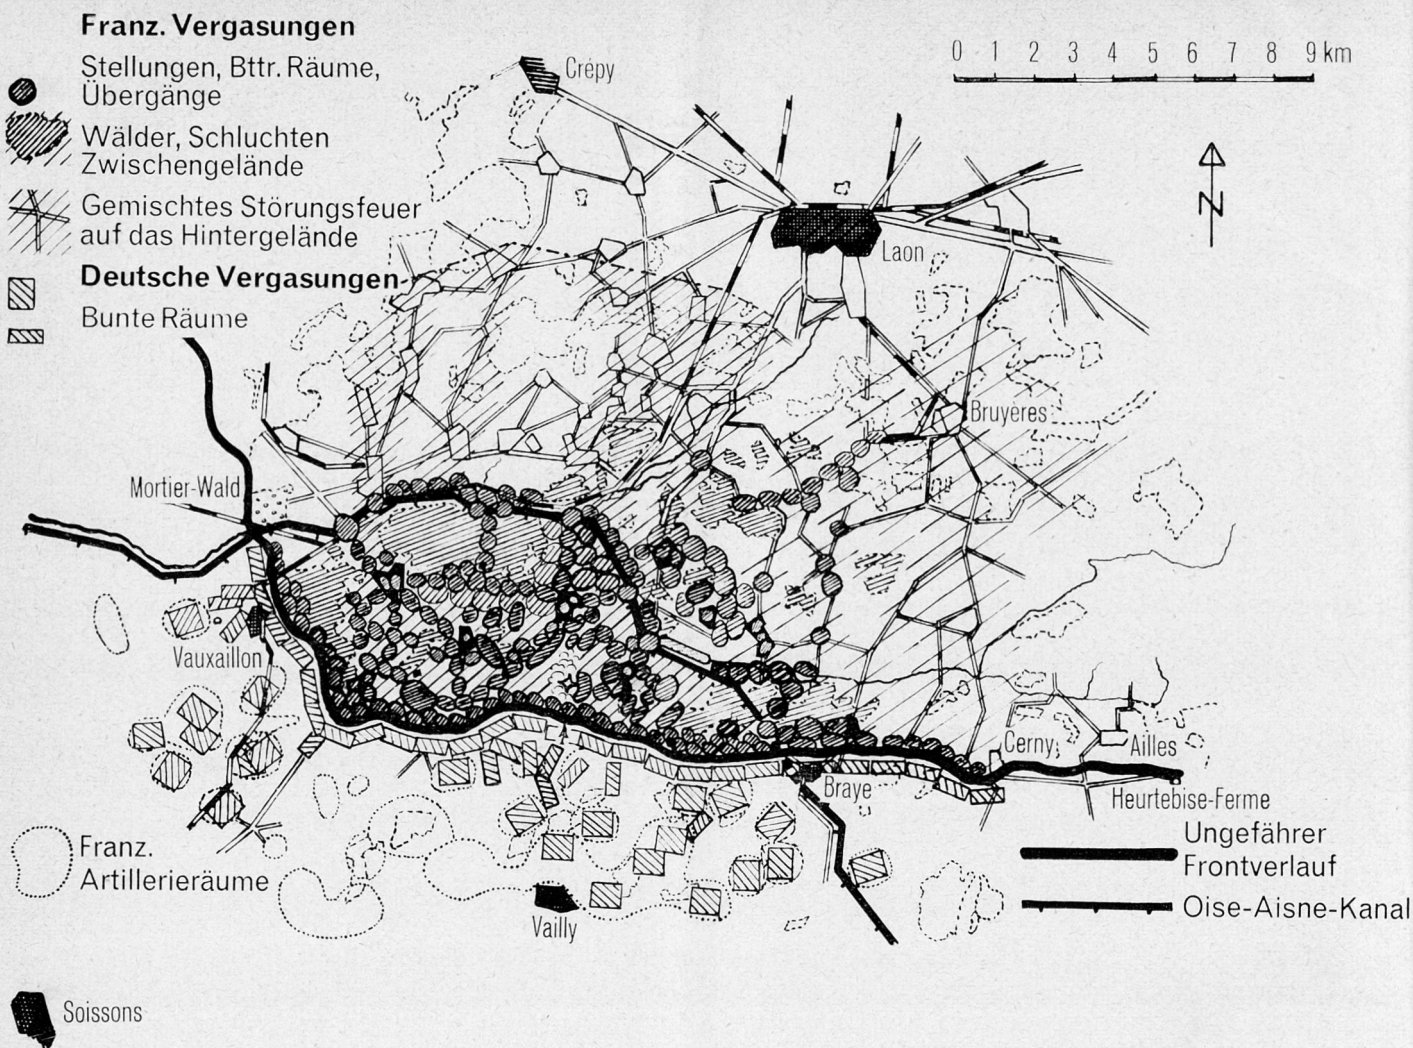 Franz. Vergasungen
Stellungen, Bttr. Räume,
Übergänge
Wälder, Schluchten
Zwischengelände
Gemischtes Störungsfeuer
auf das Hintergelände
Deutsche Vergasungen
Bunte Räume
Crépy
0 1 2 3 4 5 6 7 8 9 km
N
Laon
Bruyères
Mortier-Wald
Vauxaillon
Cerny
Ailles
Braye
Heurtebise-Ferme
Franz.
Artillerieräume
Ungefährer
Frontverlauf
Oise-Aisne-Kanal
Vailly
Soissons